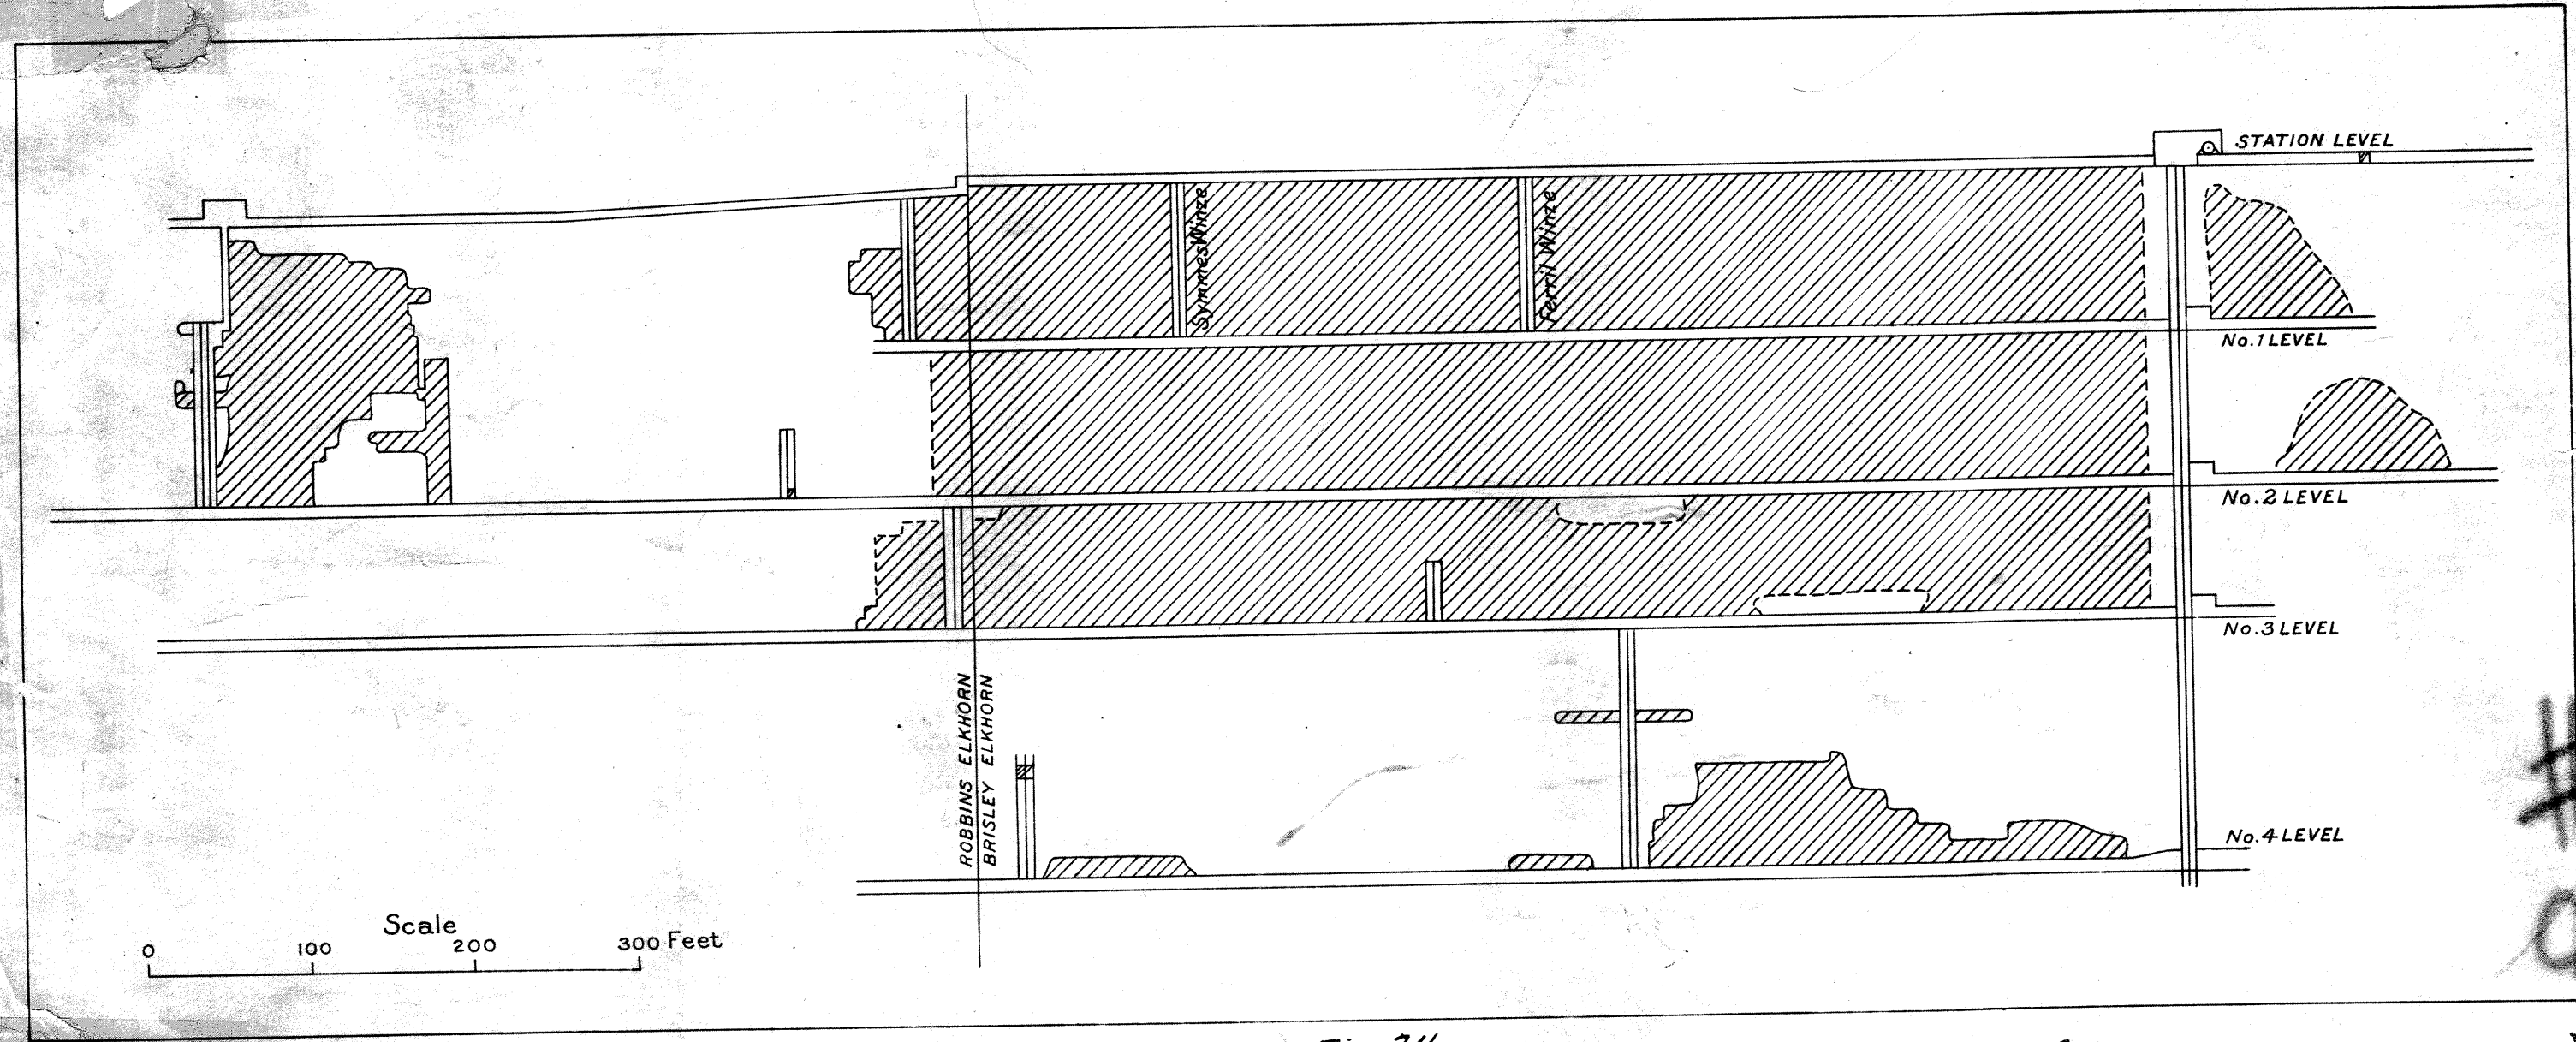 STATION LEVEL
Symmes Winze
Ferril Winze
No.1 LEVEL
No.2 LEVEL
No.3 LEVEL
ROBBINS ELKHORN
BRISLEY ELKHORN
No.4 LEVEL
Scale
0 100 200 300 Feet
#